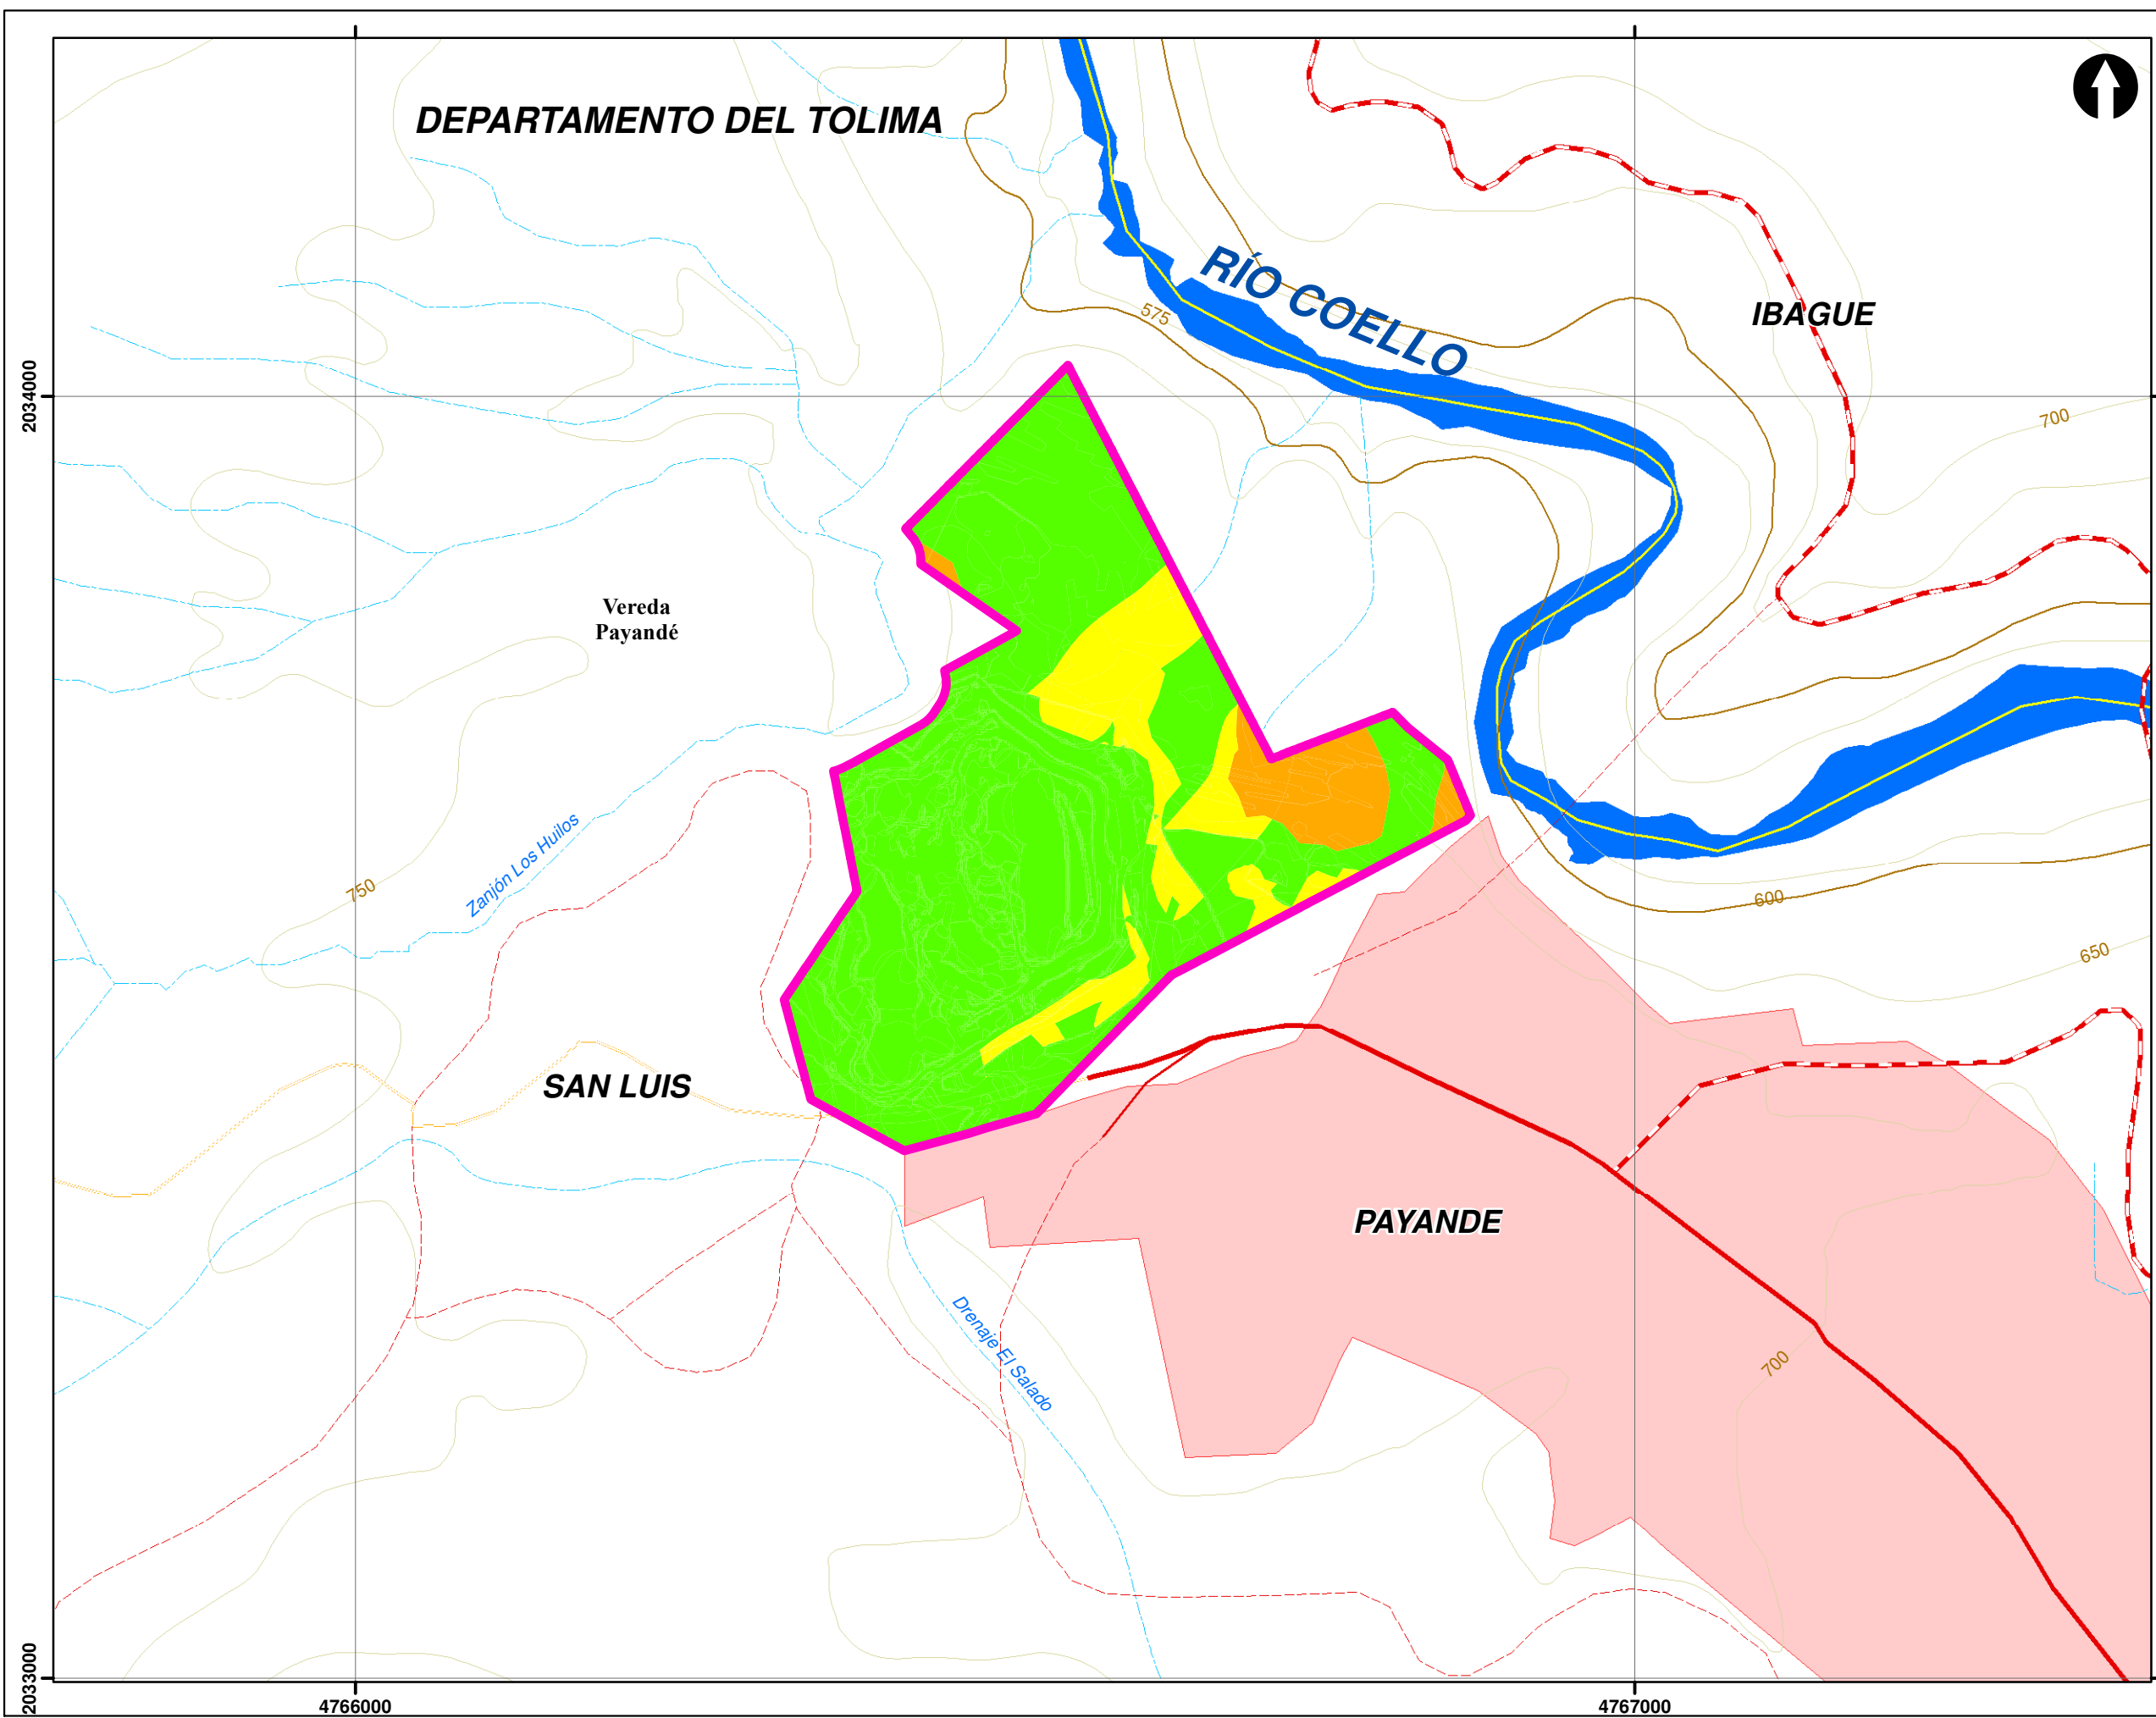 DEPARTAMENTO DEL TOLIMA
RÍO COELLO
575
IBAGUE
2034000
700
Vereda
Payandé
Zanjón Los Huilos
750
600
650
SAN LUIS
PAYANDE
Drenaje El Salado
700
2033000
4766000
4767000